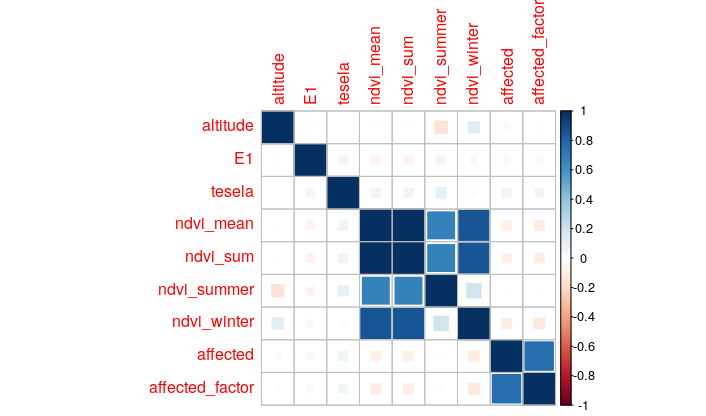 altitude
E1
tesela
ndvI_mean
ndvI_sum
ndvI_summer
ndvI_winter
affected
affected_factor
altItude
E1
tesela
ndvI_mean
ndvI_sum
ndvI_summer
ndvI_wInter
affected
affected_factor
1
0.8
0.6
0.4
0.2
0
-0.2
-0.4
-0.6
-0.8
-1